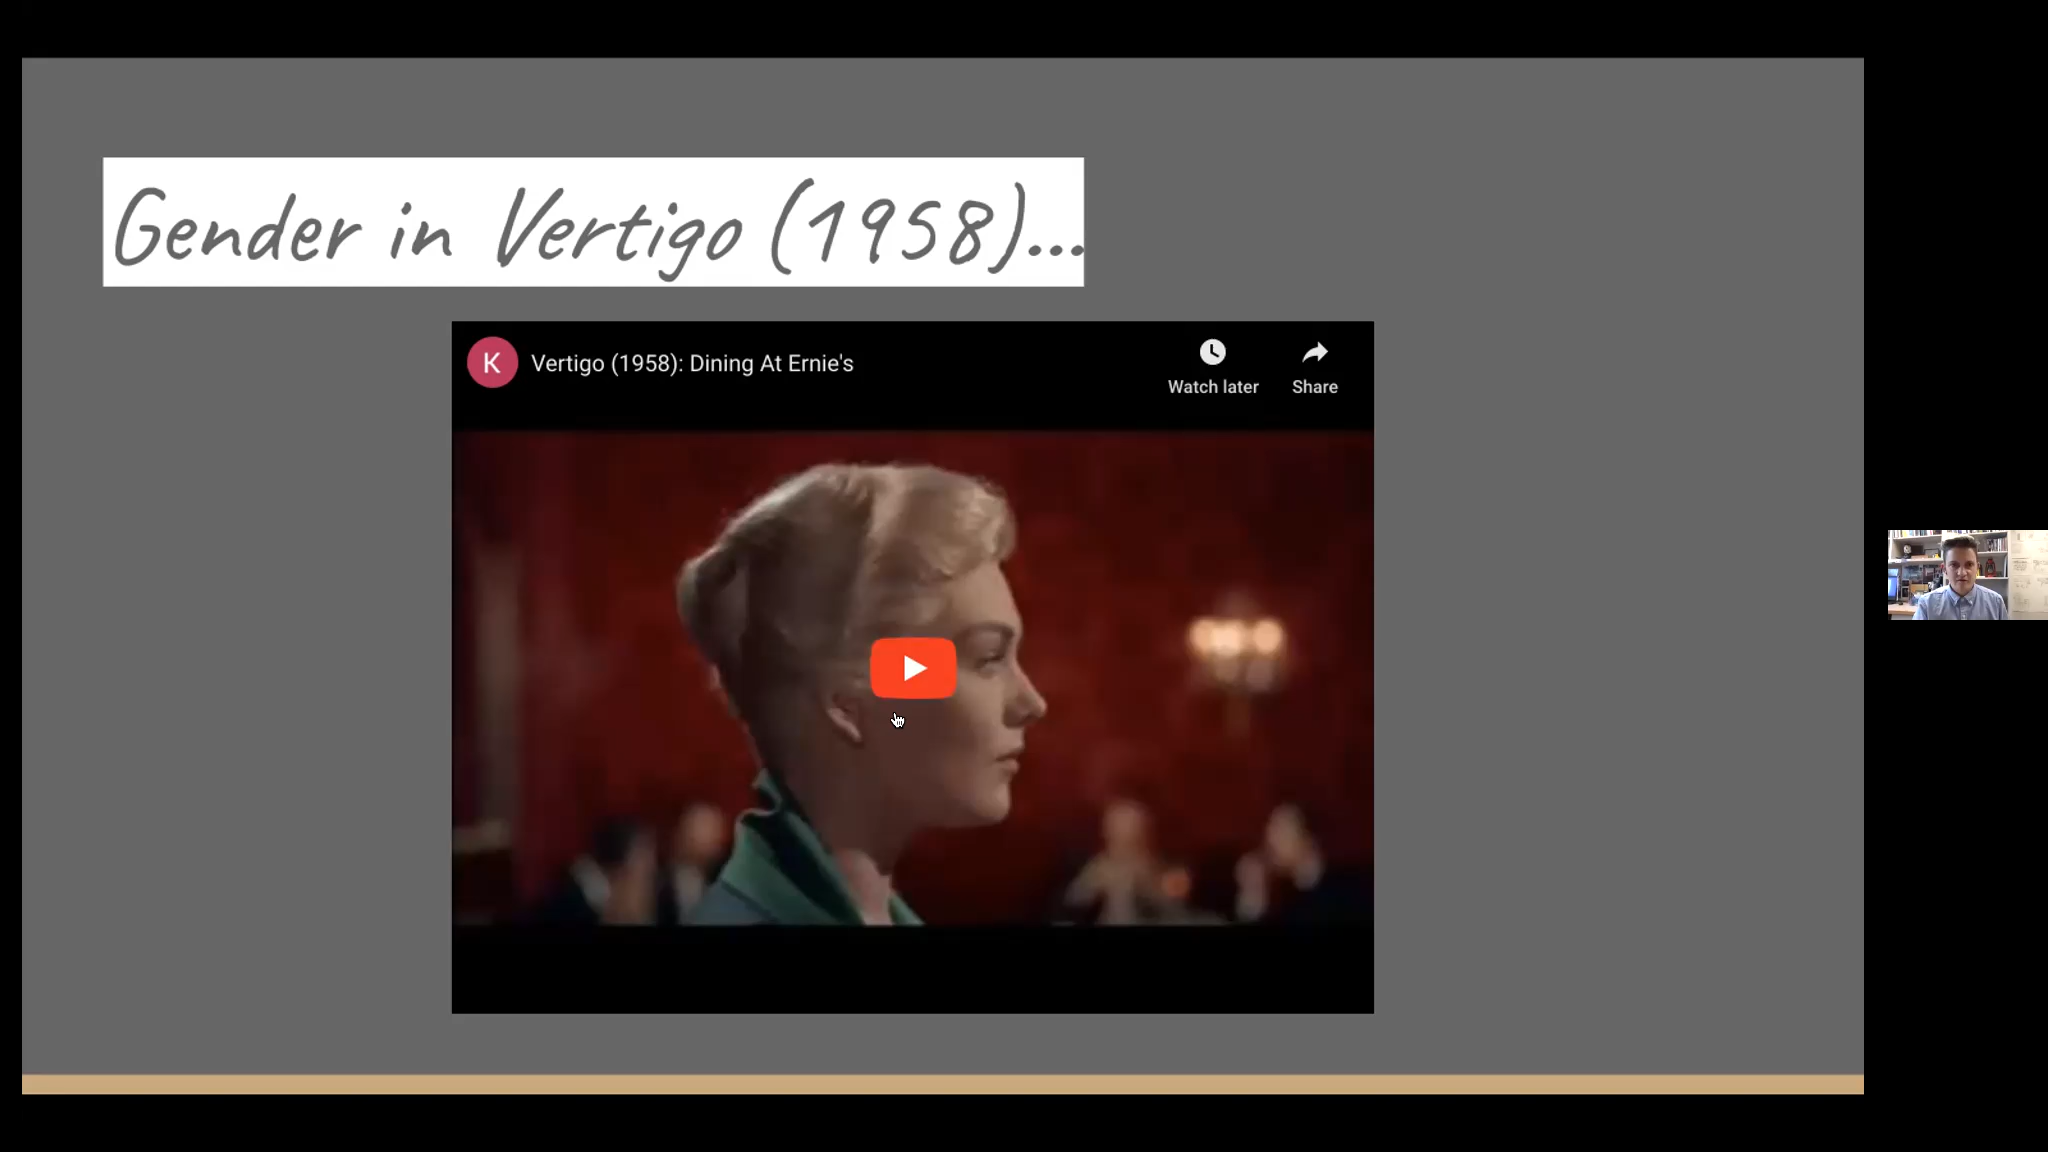 Gender in Vertigo (1958)...
K
Vertigo (1958): Dining At Ernie's
Watch later
Share